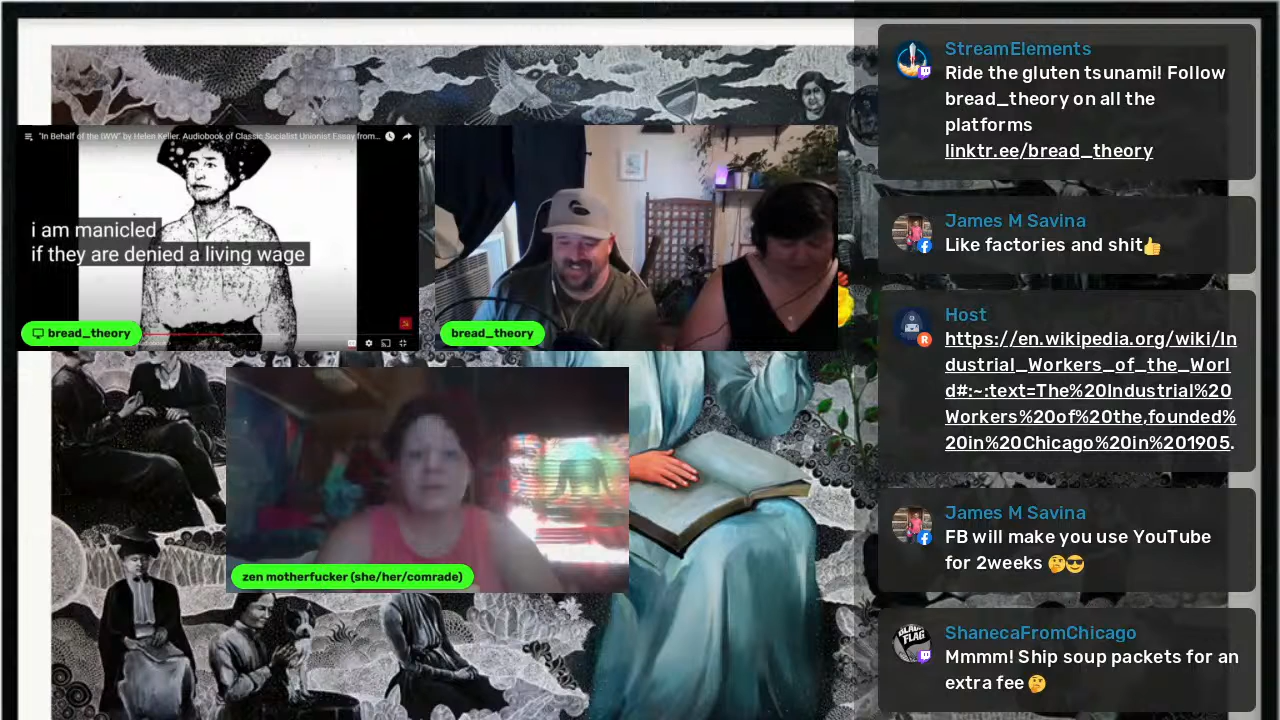 "In Behalf of the IWW" by Helen Keller. Audiobook of Classic Socialist Unionist Essay from...
i am manicled
if they are denied a living wage
bread_theory
bread_theory
zen motherfucker (she/her/comrade)
StreamElements
Ride the gluten tsunami! Follow
bread_theory on all the
platforms
linktr.ee/bread_theory
James M Savina
Like factories and shit👍
Host
https://en.wikipedia.org/wiki/In
dustrial_Workers_of_the_Worl
d#:~:text=The%20Industrial%20
Workers%20of%20the,founded%
20in%20Chicago%20in%201905.
James M Savina
FB will make you use YouTube
for 2weeks 🤔😎
BLACK
FLAG
ShanecaFromChicago
Mmmm! Ship soup packets for an
extra fee 🤔